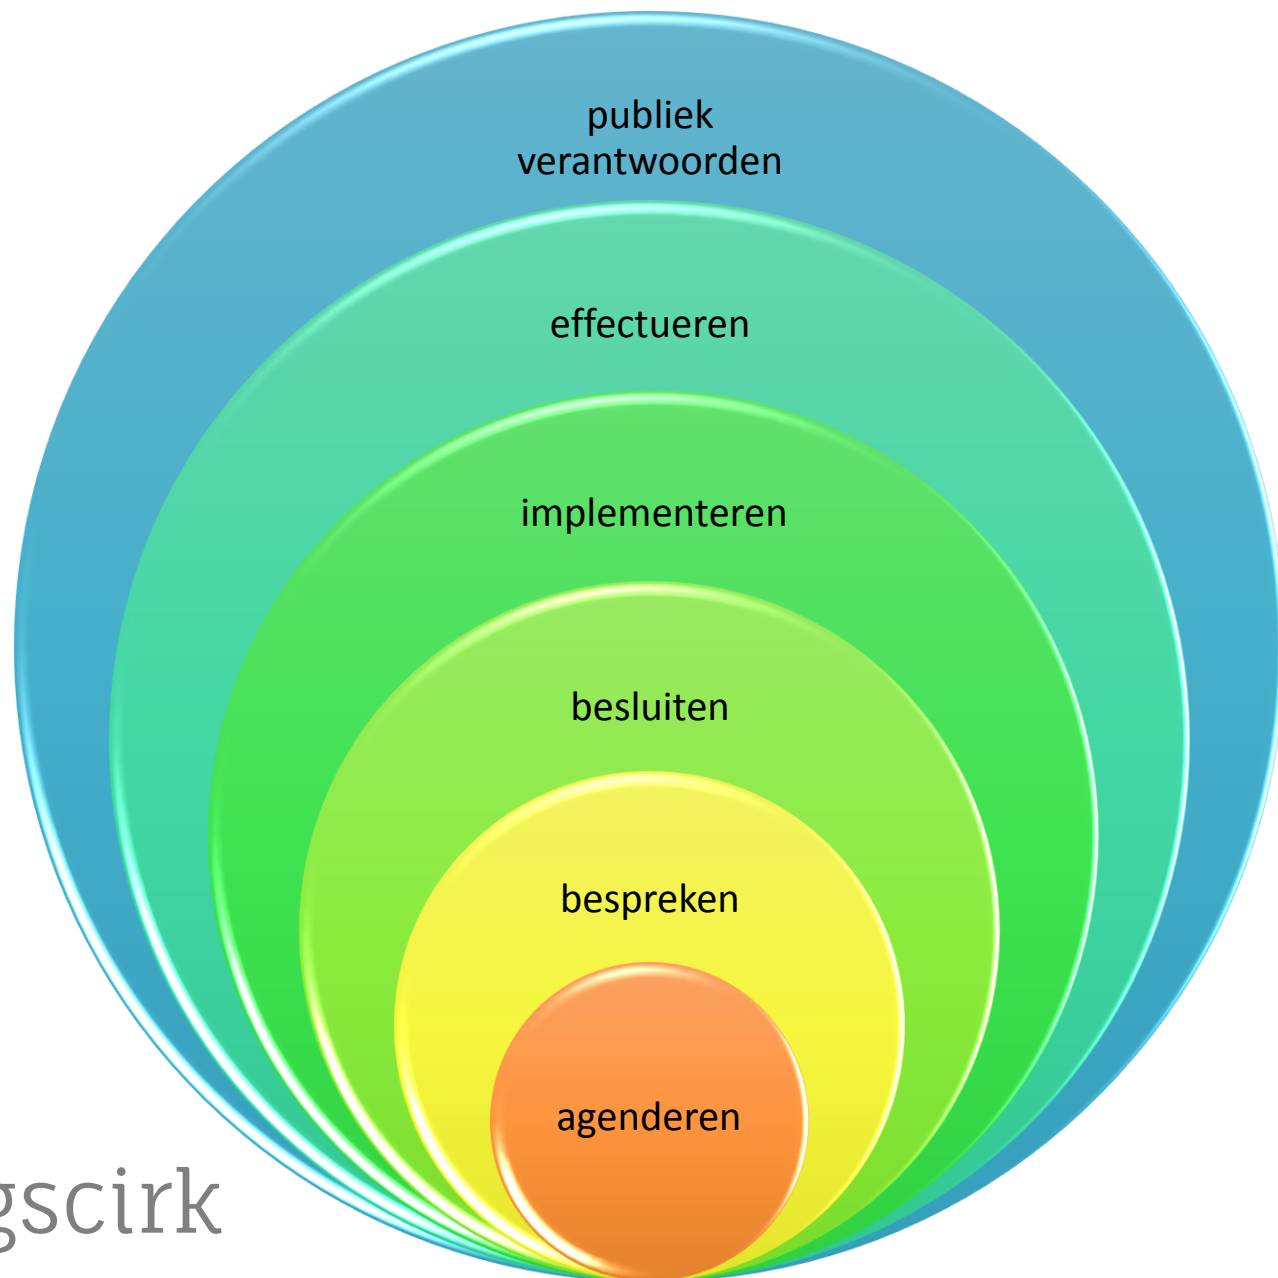 publiek
verantwoorden
effectueren
implementeren
besluiten
bespreken
agenderen
gscirk